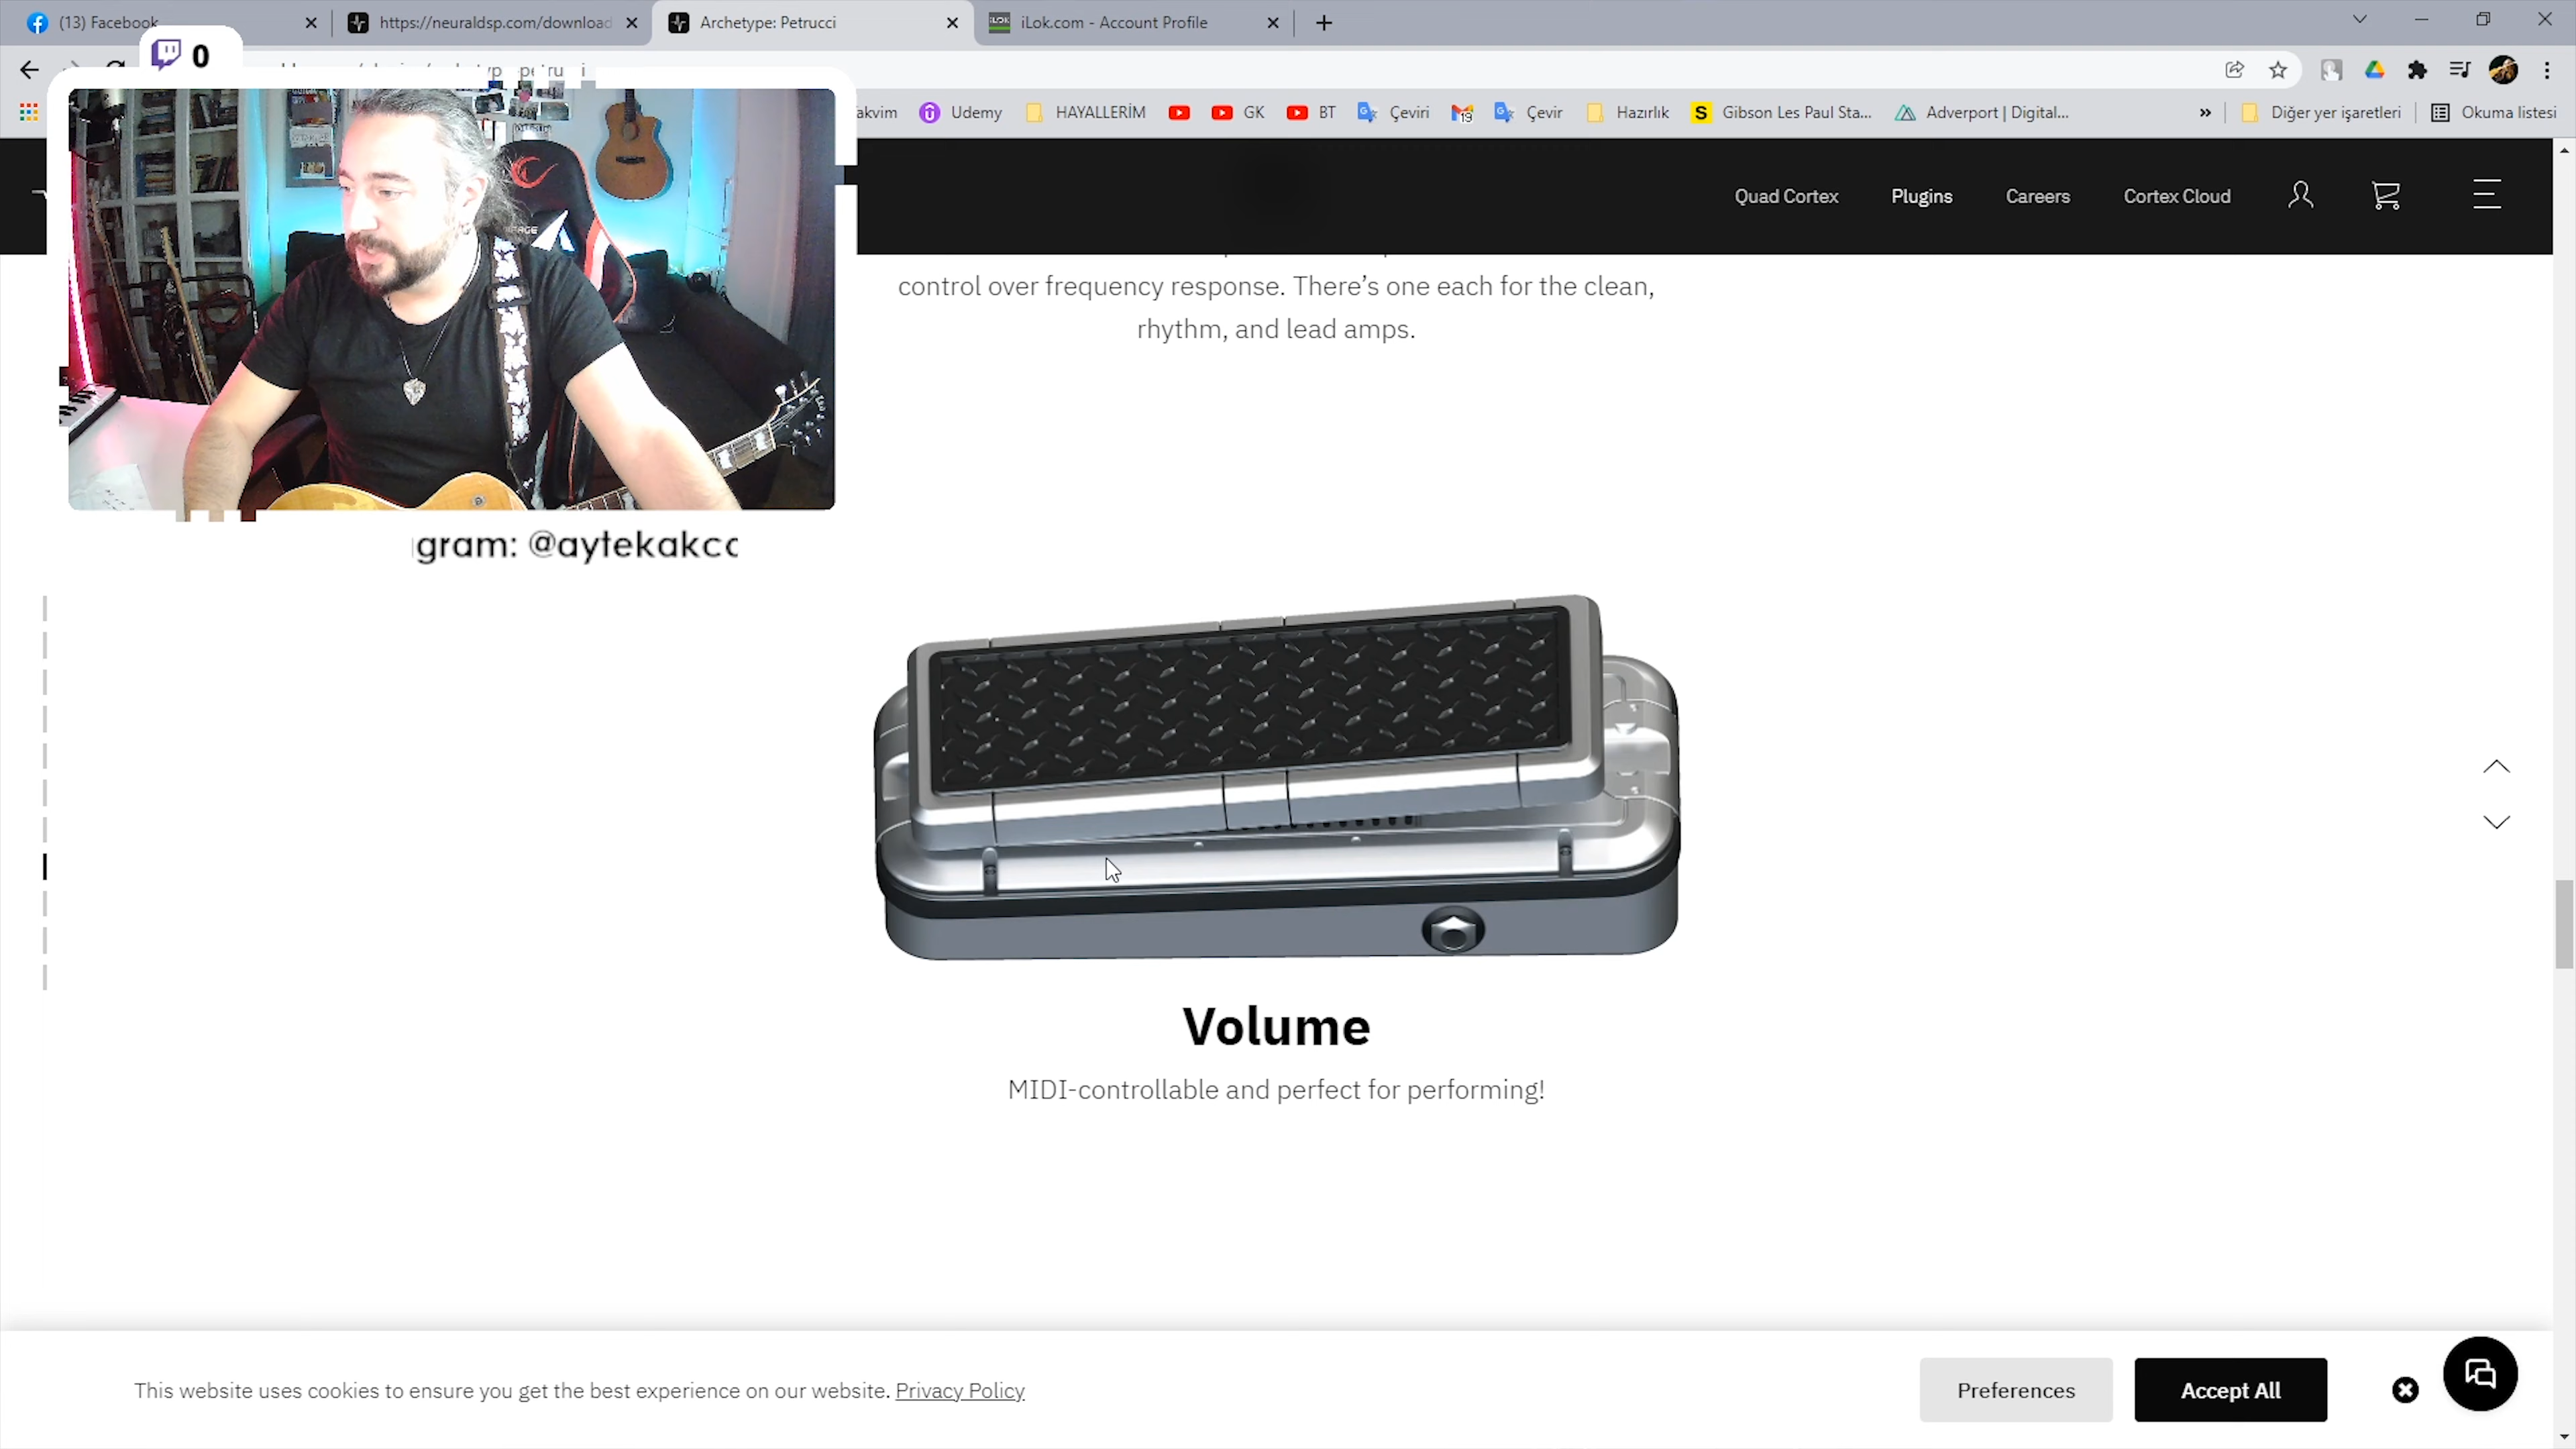 (13) Facebook
https://neuraldsp.com/download
Archetype: Petrucci
iLok.com - Account Profile
0
akvim
Udemy
HAYALLERİM
GK
BT
Çeviri
19
Çevir
Hazırlık
Gibson Les Paul Sta...
Adverport | Digital...
»
Diğer yer işaretleri
Okuma listesi
Quad Cortex
Plugins
Careers
Cortex Cloud
control over frequency response. There's one each for the clean,
rhythm, and lead amps.
gram: @aytekakcc
Volume
MIDI-controllable and perfect for performing!
This website uses cookies to ensure you get the best experience on our website. Privacy Policy
Preferences
Accept All